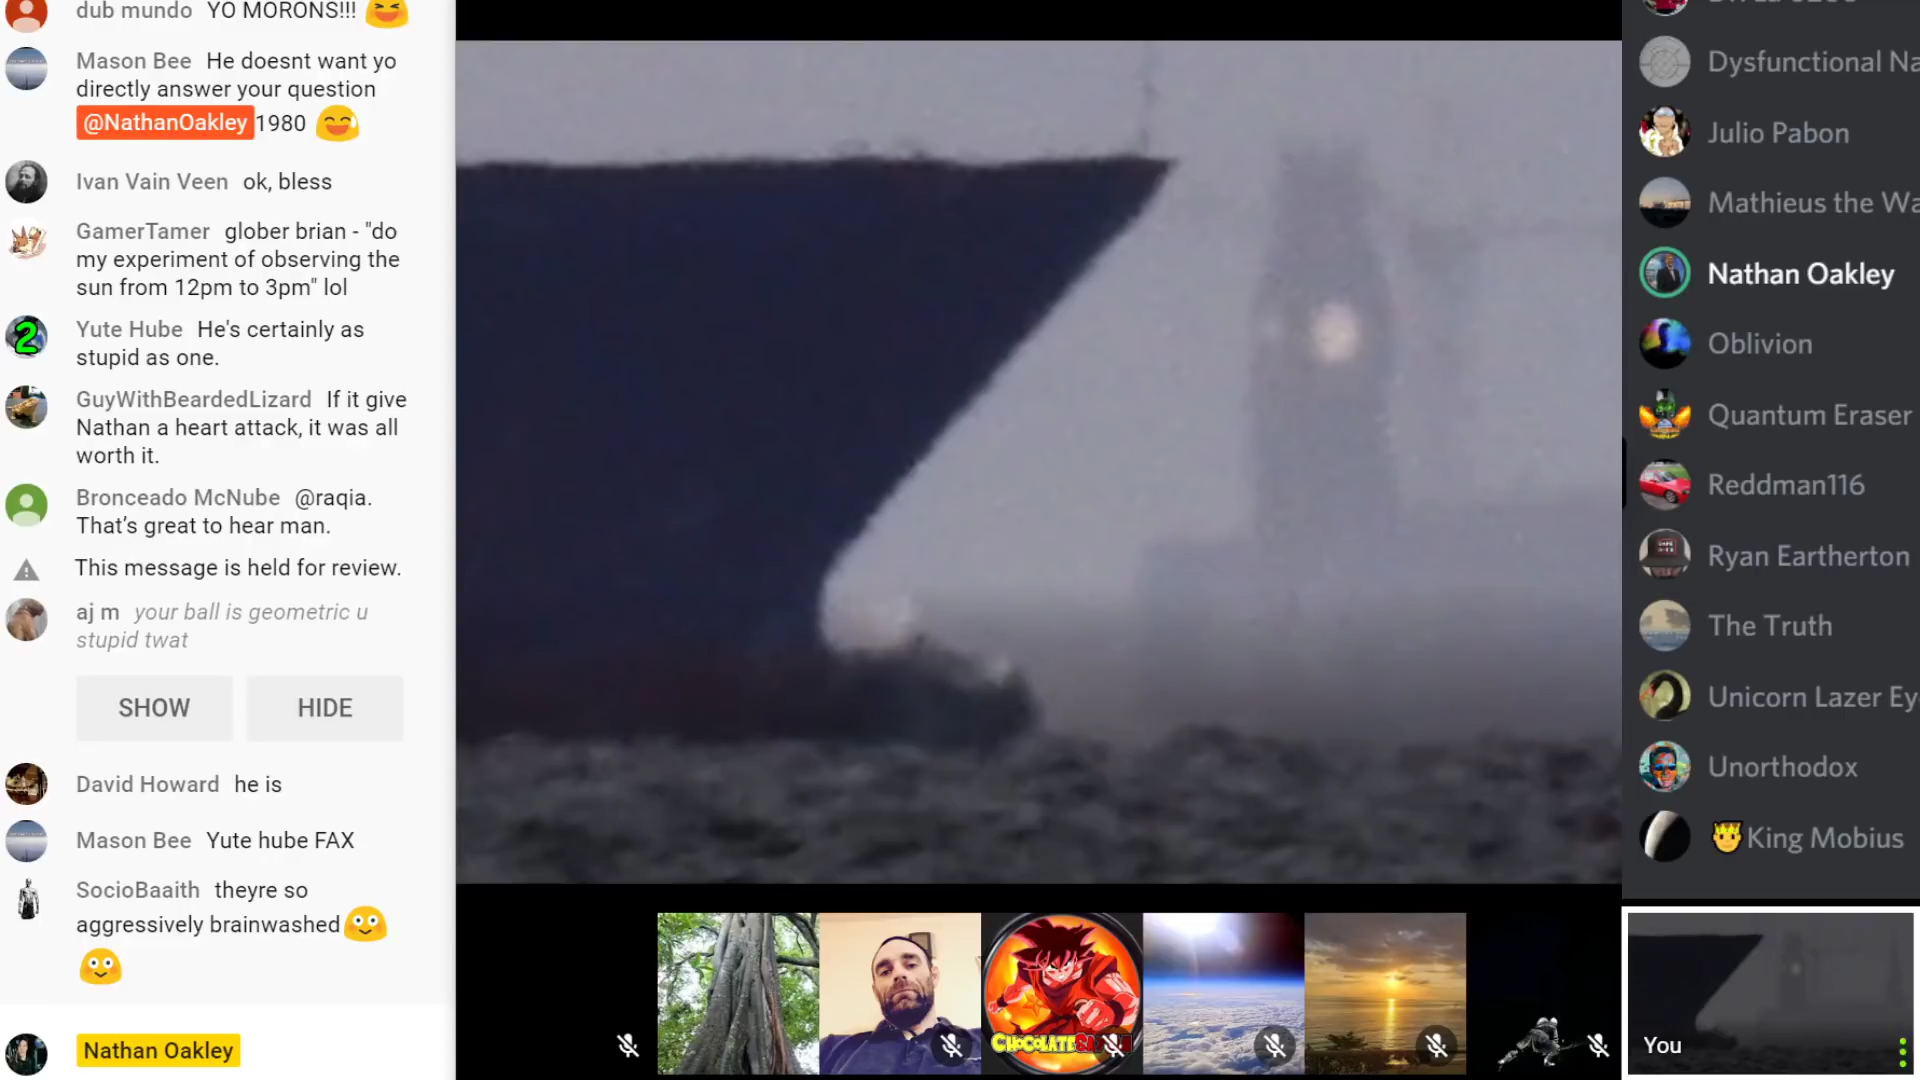 dub mundo YO MORONS!!!
Mason Bee He doesnt want yo
directly answer your question
@NathanOakley 1980
Ivan Vain Veen ok, bless
GamerTamer glober brian - "do
my experiment of observing the
sun from 12pm to 3pm" lol
Yute Hube He's certainly as
stupid as one.
GuyWithBeardedLizard If it give
Nathan a heart attack, it was all
worth it.
Bronceado McNube @raqia.
That's great to hear man.
This message is held for review.
aj m your ball is geometric u
stupid twat
SHOW HIDE
David Howard he is
Mason Bee Yute hube FAX
SocioBaaith theyre so
aggressively brainwashed
Nathan Oakley
2
CHOCOLATE
Dysfunctional Na
Julio Pabon
Mathieus the Wa
Nathan Oakley
Oblivion
Quantum Eraser
Reddman116
Ryan Eartherton
The Truth
Unicorn Lazer Ey
Unorthodox
King Mobius
You